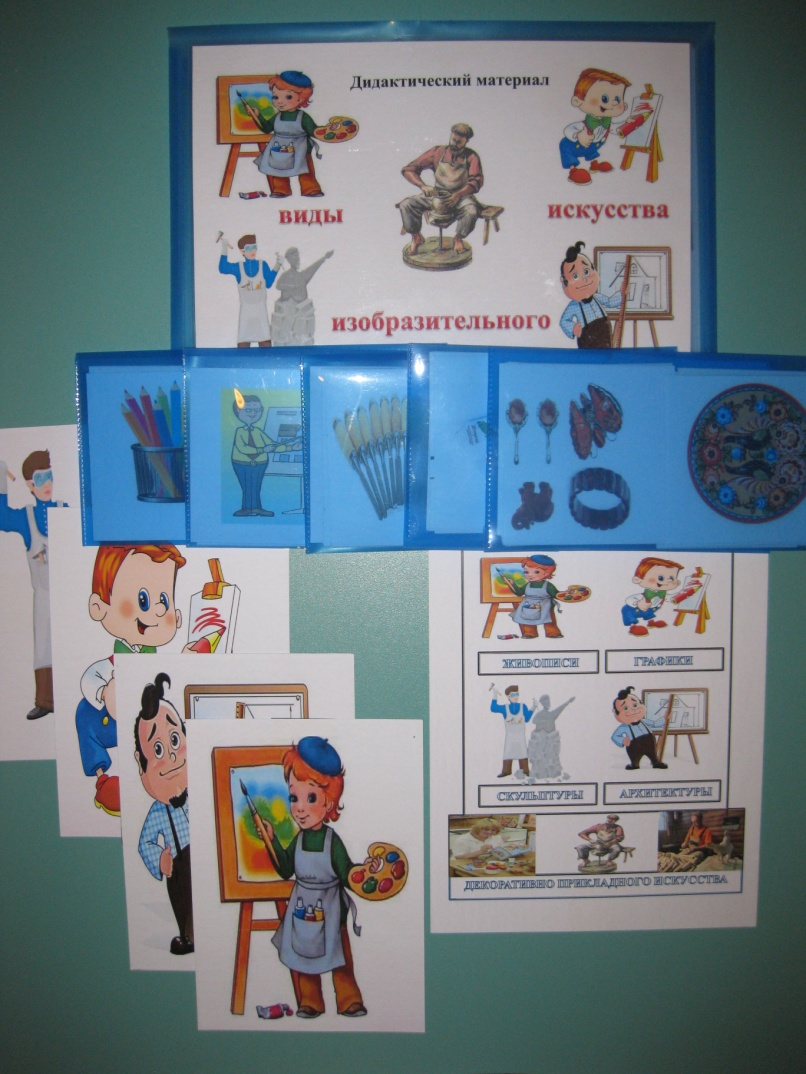 Дидактический материал
виды искусства
изобразительного
ЖИВОПИСИ ГРАФИКИ
СКУЛЬПТУРЫ АРХИТЕКТУРЫ
ДЕКОРАТИВНО ПРИКЛАДНОГО ИСКУССТВА